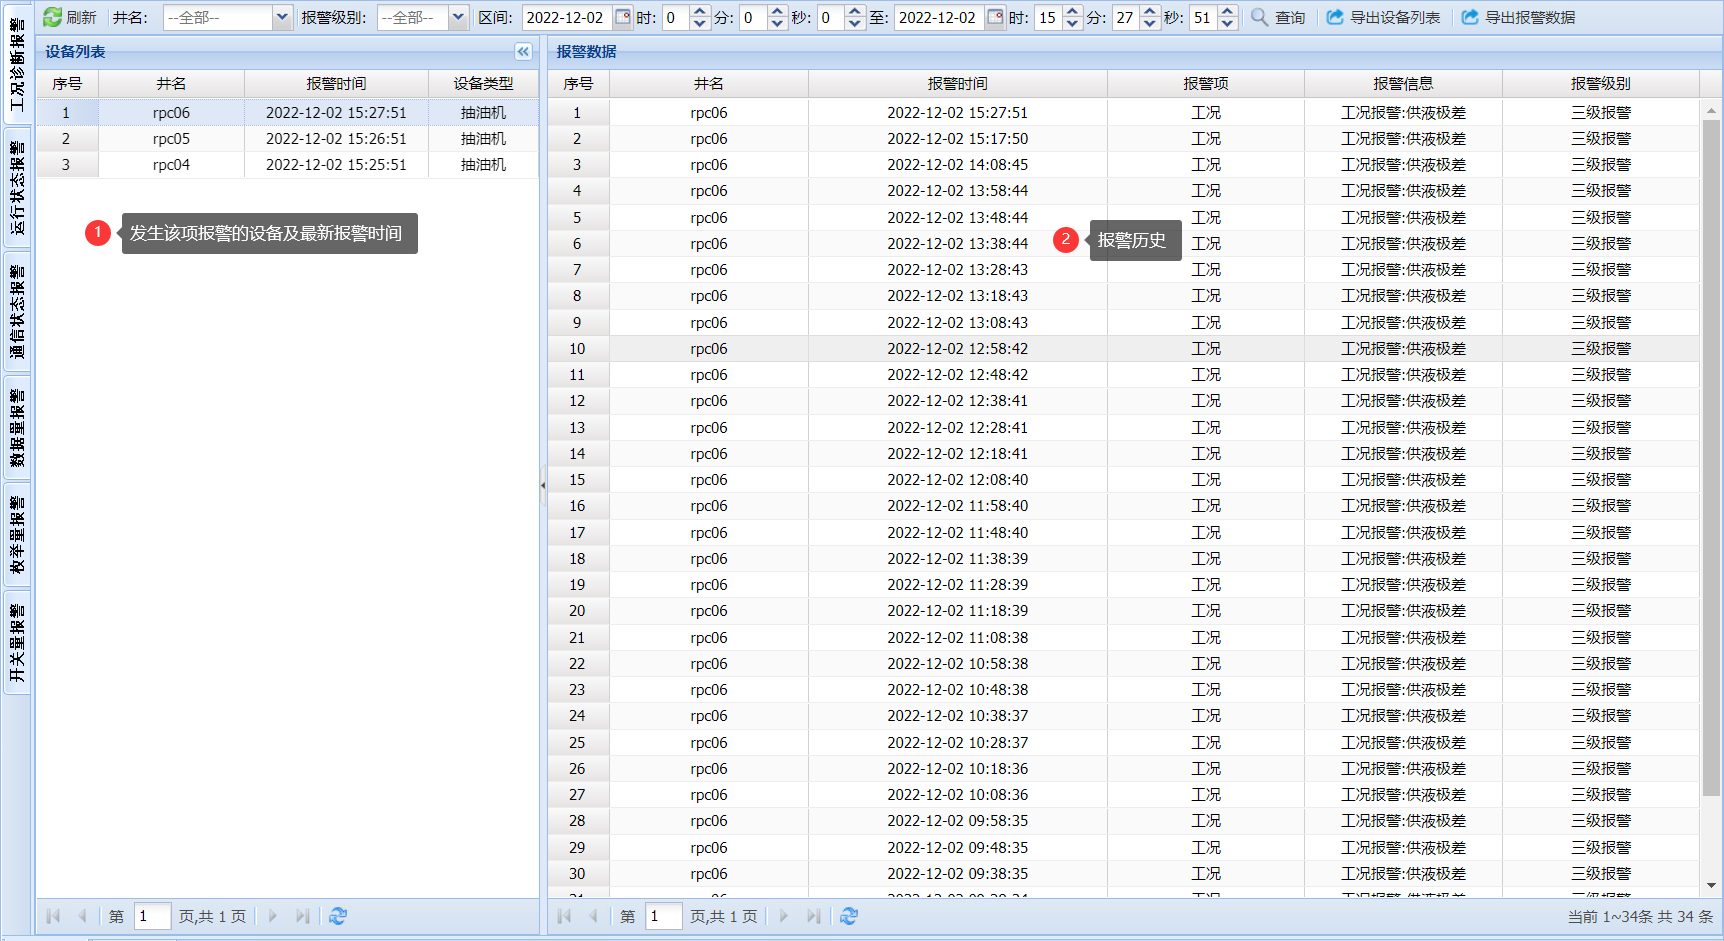 刷新 井名: --全部-- 报警级别: --全部-- 区间: 2022-12-02 时: 0 分: 0 秒: 0 至: 2022-12-02 时: 15 分: 27 秒: 51 查询 导出设备列表 导出报警数据
工况诊断报警
运行状态报警
通信状态报警
数据量报警
枚举量报警
开关量报警
设备列表
序号 井名 报警时间 设备类型
1 rpc06 2022-12-02 15:27:51 抽油机
2 rpc05 2022-12-02 15:26:51 抽油机
3 rpc04 2022-12-02 15:25:51 抽油机
1 发生该项报警的设备及最新报警时间
第 1 页,共 1 页
报警数据
序号 井名 报警时间 报警项 报警信息 报警级别
1 rpc06 2022-12-02 15:27:51 工况 工况报警:供液极差 三级报警
2 rpc06 2022-12-02 15:17:50 工况 工况报警:供液极差 三级报警
3 rpc06 2022-12-02 14:08:45 工况 工况报警:供液极差 三级报警
4 rpc06 2022-12-02 13:58:44 工况 工况报警:供液极差 三级报警
5 rpc06 2022-12-02 13:48:44 工况 工况报警:供液极差 三级报警
6 rpc06 2022-12-02 13:38:44 工况 工况报警:供液极差 三级报警
2 报警历史
7 rpc06 2022-12-02 13:28:43 工况 工况报警:供液极差 三级报警
8 rpc06 2022-12-02 13:18:43 工况 工况报警:供液极差 三级报警
9 rpc06 2022-12-02 13:08:43 工况 工况报警:供液极差 三级报警
10 rpc06 2022-12-02 12:58:42 工况 工况报警:供液极差 三级报警
11 rpc06 2022-12-02 12:48:42 工况 工况报警:供液极差 三级报警
12 rpc06 2022-12-02 12:38:41 工况 工况报警:供液极差 三级报警
13 rpc06 2022-12-02 12:28:41 工况 工况报警:供液极差 三级报警
14 rpc06 2022-12-02 12:18:41 工况 工况报警:供液极差 三级报警
15 rpc06 2022-12-02 12:08:40 工况 工况报警:供液极差 三级报警
16 rpc06 2022-12-02 11:58:40 工况 工况报警:供液极差 三级报警
17 rpc06 2022-12-02 11:48:40 工况 工况报警:供液极差 三级报警
18 rpc06 2022-12-02 11:38:39 工况 工况报警:供液极差 三级报警
19 rpc06 2022-12-02 11:28:39 工况 工况报警:供液极差 三级报警
20 rpc06 2022-12-02 11:18:39 工况 工况报警:供液极差 三级报警
21 rpc06 2022-12-02 11:08:38 工况 工况报警:供液极差 三级报警
22 rpc06 2022-12-02 10:58:38 工况 工况报警:供液极差 三级报警
23 rpc06 2022-12-02 10:48:38 工况 工况报警:供液极差 三级报警
24 rpc06 2022-12-02 10:38:37 工况 工况报警:供液极差 三级报警
25 rpc06 2022-12-02 10:28:37 工况 工况报警:供液极差 三级报警
26 rpc06 2022-12-02 10:18:36 工况 工况报警:供液极差 三级报警
27 rpc06 2022-12-02 10:08:36 工况 工况报警:供液极差 三级报警
28 rpc06 2022-12-02 09:58:35 工况 工况报警:供液极差 三级报警
29 rpc06 2022-12-02 09:48:35 工况 工况报警:供液极差 三级报警
30 rpc06 2022-12-02 09:38:35 工况 工况报警:供液极差 三级报警
第 1 页,共 1 页 当前 1~34条 共 34 条